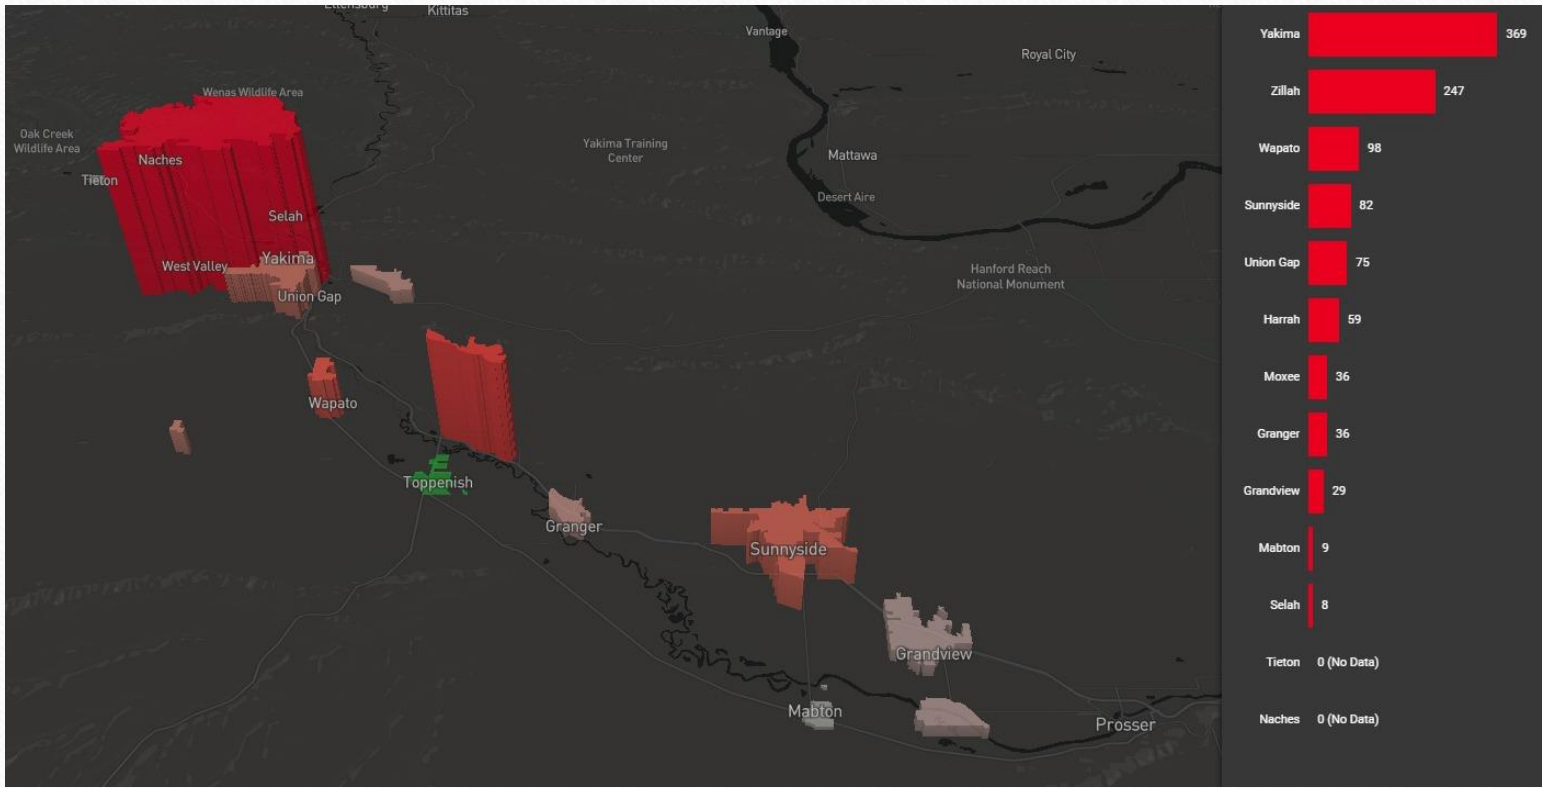 Ellensburg
Kittitas
Vantage
Royal City
Wenas Wildlife Area
Oak Creek
Wildlife Area
Naches
Yakima Training
Center
Mattawa
Tieton
Desert Aire
Selah
Yakima
West Valley
Union Gap
Hanford Reach
National Monument
Wapato
Toppenish
Granger
Sunnyside
Grandview
Mabton
Prosser
Yakima 369
Zillah 247
Wapato 98
Sunnyside 82
Union Gap 75
Harrah 59
Moxee 36
Granger 36
Grandview 29
Mabton 9
Selah 8
Tieton 0 (No Data)
Naches 0 (No Data)